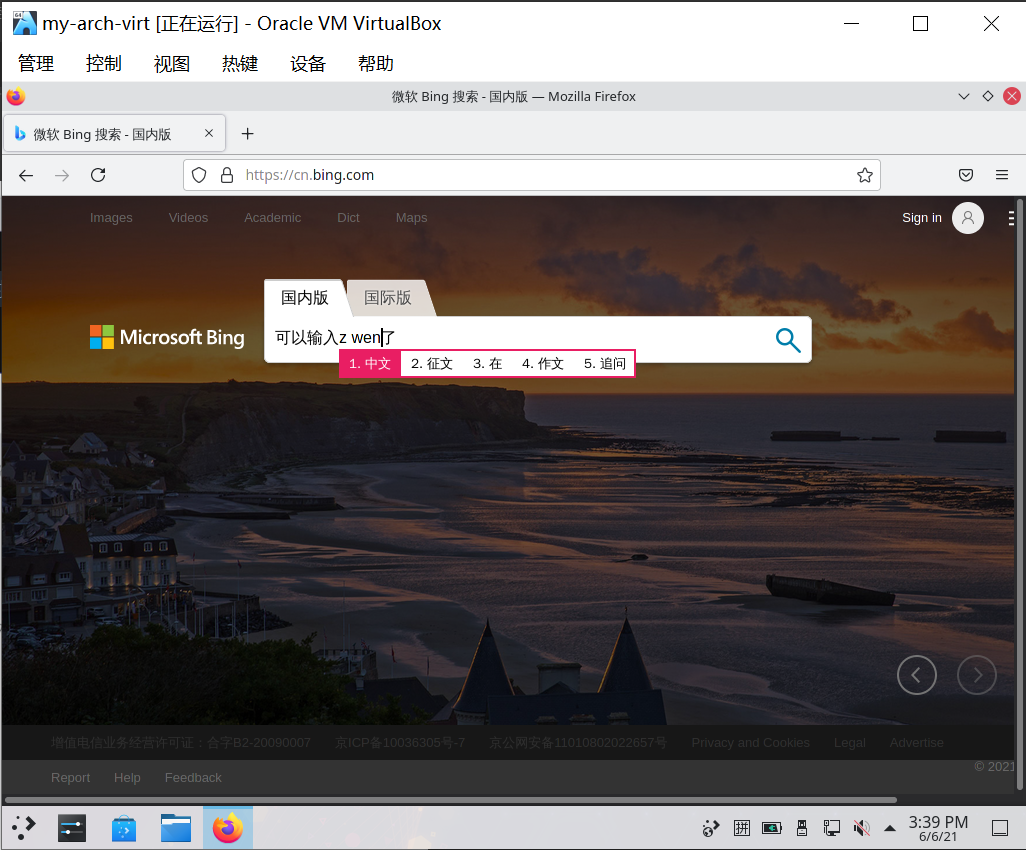 my-arch-virt [正在运行] - Oracle VM VirtualBox
管理 控制 视图 热键 设备 帮助
微软 Bing 搜索 - 国内版 — Mozilla Firefox
微软 Bing 搜索 - 国内版
https://cn.bing.com
Images Videos Academic Dict Maps Sign in
国内版 国际版
Microsoft Bing 可以输入z wen了
1. 中文 2. 征文 3. 在 4. 作文 5. 追问
增值电信业务经营许可证：合字B2-20090007 京ICP备10036305号-7 京公网安备11010802022657号 Privacy and Cookies Legal Advertise
© 2021
Report Help Feedback
拼 3:39 PM
6/6/21